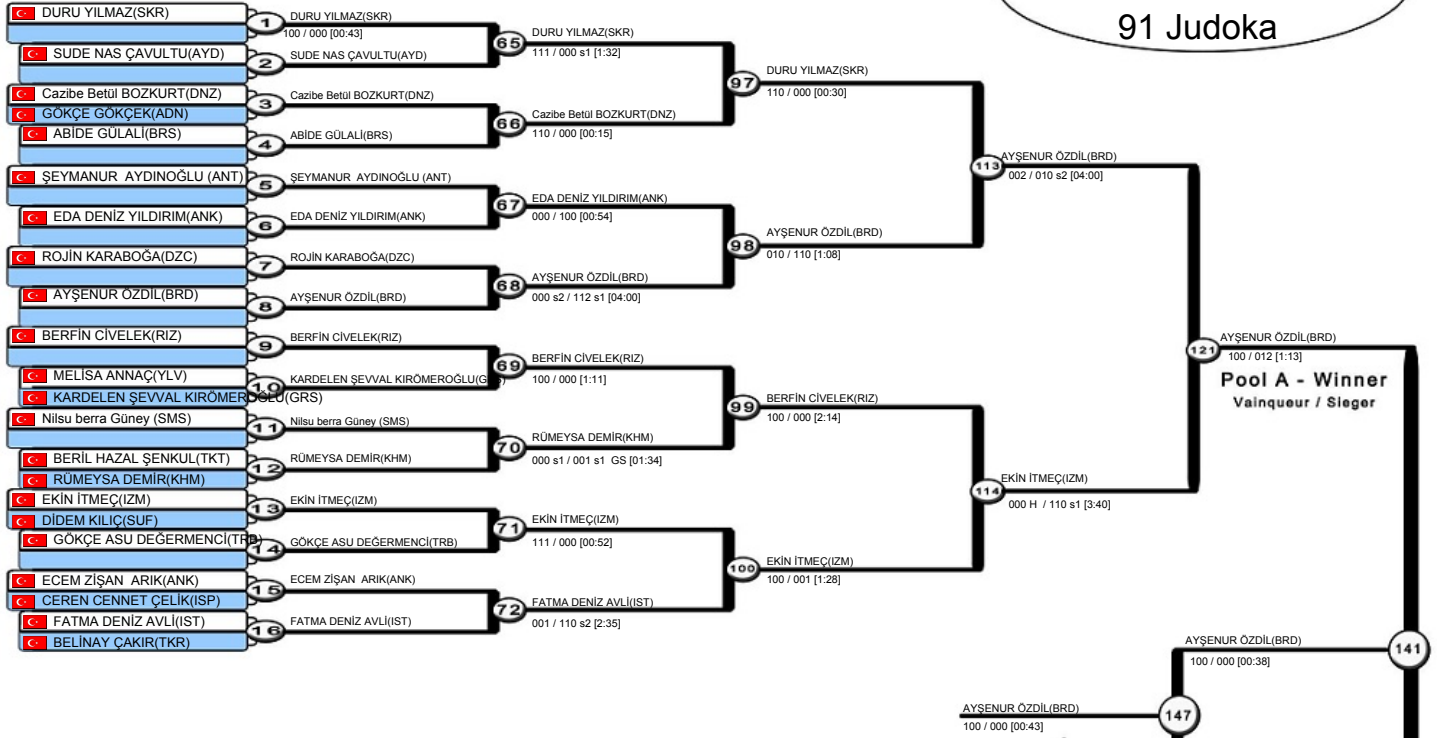 91 Judoka
DURU YILMAZ(SKR)
SUDE NAS ÇAVULTU(AYD)
Cazibe Betül BOZKURT(DNZ)
GÖKÇE GÖKÇEK(ADN)
ABİDE GÜLALİ(BRS)
ŞEYMANUR AYDINOĞLU (ANT)
EDA DENİZ YILDIRIM(ANK)
ROJİN KARABOĞA(DZC)
AYŞENUR ÖZDİL(BRD)
BERFİN CİVELEK(RIZ)
MELİSA ANNAÇ(YLV)
KARDELEN ŞEVVAL KIRÖMEROĞLU(GRS)
Nilsu berra Güney (SMS)
BERİL HAZAL ŞENKUL(TKT)
RÜMEYSA DEMİR(KHM)
EKİN İTMEÇ(IZM)
DİDEM KILIÇ(SUF)
GÖKÇE ASU DEĞERMENCİ(TRB)
ECEM ZİŞAN ARIK(ANK)
CEREN CENNET ÇELİK(ISP)
FATMA DENİZ AVLİ(IST)
BELİNAY ÇAKIR(TKR)
1
DURU YILMAZ(SKR)
100 / 000 [00:43]
2
SUDE NAS ÇAVULTU(AYD)
3
Cazibe Betül BOZKURT(DNZ)
4
ABİDE GÜLALİ(BRS)
5
ŞEYMANUR AYDINOĞLU (ANT)
6
EDA DENİZ YILDIRIM(ANK)
7
ROJİN KARABOĞA(DZC)
8
AYŞENUR ÖZDİL(BRD)
9
BERFİN CİVELEK(RIZ)
10
KARDELEN ŞEVVAL KIRÖMEROĞLU(GRS)
11
Nilsu berra Güney (SMS)
12
RÜMEYSA DEMİR(KHM)
13
EKİN İTMEÇ(IZM)
14
GÖKÇE ASU DEĞERMENCİ(TRB)
15
ECEM ZİŞAN ARIK(ANK)
16
FATMA DENİZ AVLİ(IST)
65
DURU YILMAZ(SKR)
111 / 000 s1 [1:32]
66
Cazibe Betül BOZKURT(DNZ)
110 / 000 [00:15]
67
EDA DENİZ YILDIRIM(ANK)
000 / 100 [00:54]
68
AYŞENUR ÖZDİL(BRD)
000 s2 / 112 s1 [04:00]
69
BERFİN CİVELEK(RIZ)
100 / 000 [1:11]
70
RÜMEYSA DEMİR(KHM)
000 s1 / 001 s1 GS [01:34]
71
EKİN İTMEÇ(IZM)
111 / 000 [00:52]
72
FATMA DENİZ AVLİ(IST)
001 / 110 s2 [2:35]
97
DURU YILMAZ(SKR)
110 / 000 [00:30]
98
AYŞENUR ÖZDİL(BRD)
010 / 110 [1:08]
99
BERFİN CİVELEK(RIZ)
100 / 000 [2:14]
100
EKİN İTMEÇ(IZM)
100 / 001 [1:28]
113
AYŞENUR ÖZDİL(BRD)
002 / 010 s2 [04:00]
114
EKİN İTMEÇ(IZM)
000 H / 110 s1 [3:40]
121
AYŞENUR ÖZDİL(BRD)
100 / 012 [1:13]
Pool A - Winner
Vainqueur / Sieger
AYŞENUR ÖZDİL(BRD)
141
100 / 000 [00:38]
AYŞENUR ÖZDİL(BRD)
147
100 / 000 [00:43]